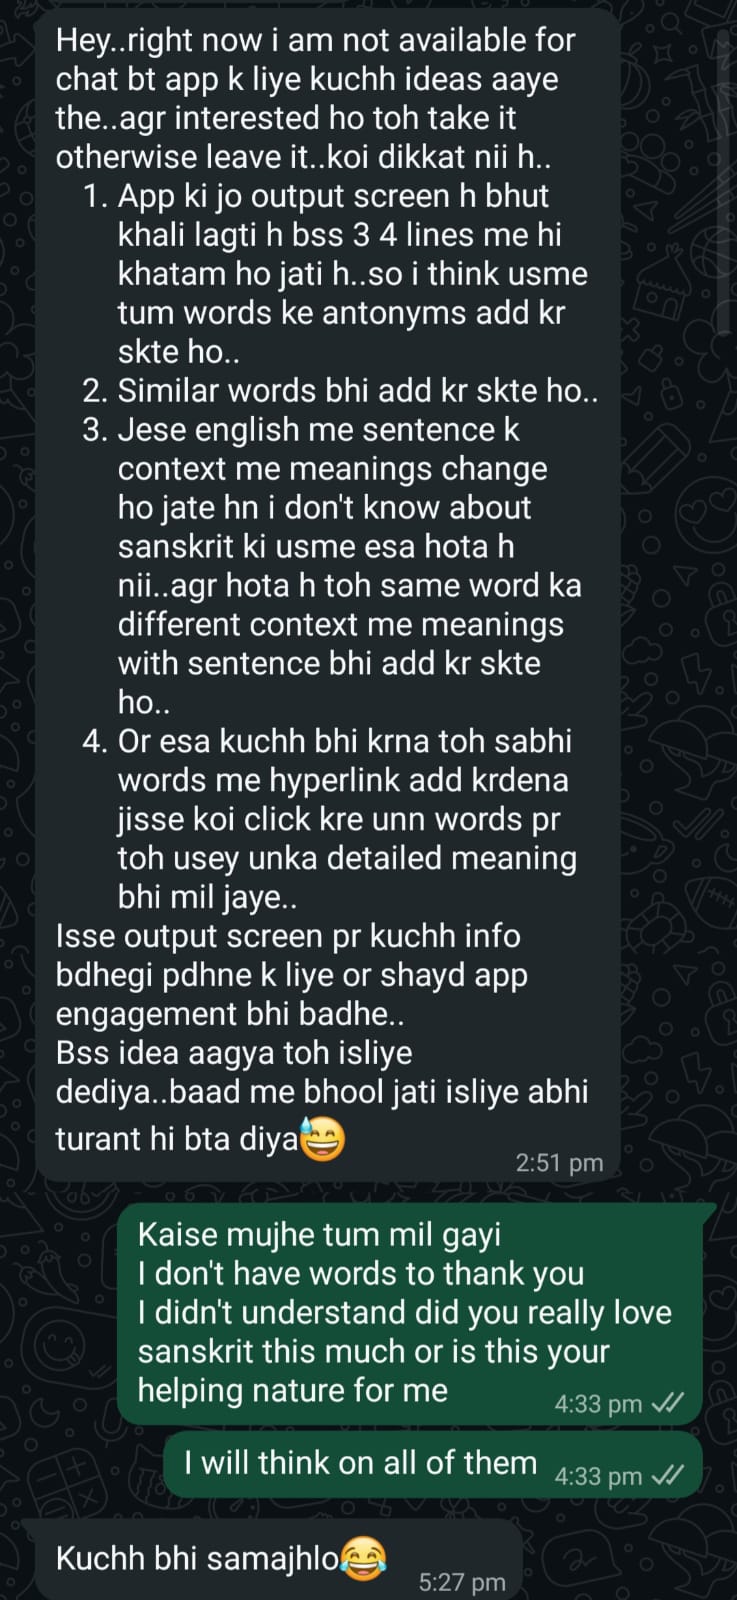 Hey..right now i am not available for
chat bt app k liye kuchh ideas aaye
the..agr interested ho toh take it
otherwise leave it..koi dikkat nii h..
1. App ki jo output screen h bhut
khali lagti h bss 3 4 lines me hi
khatam ho jati h..so i think usme
tum words ke antonyms add kr
skte ho..
2. Similar words bhi add kr skte ho..
3. Jese english me sentence k
context me meanings change
ho jate hn i don't know about
sanskrit ki usme esa hota h
nii..agr hota h toh same word ka
different context me meanings
with sentence bhi add kr skte
ho..
4. Or esa kuchh bhi krna toh sabhi
words me hyperlink add krdena
jisse koi click kre unn words pr
toh usey unka detailed meaning
bhi mil jaye..
Isse output screen pr kuchh info
bdhegi pdhne k liye or shayd app
engagement bhi badhe..
Bss idea aagya toh isliye
dediya..baad me bhool jati isliye abhi
turant hi bta diya😅
2:51 pm
Kaise mujhe tum mil gayi
I don't have words to thank you
I didn't understand did you really love
sanskrit this much or is this your
helping nature for me
4:33 pm
I will think on all of them
4:33 pm
Kuchh bhi samajhlo😂
5:27 pm